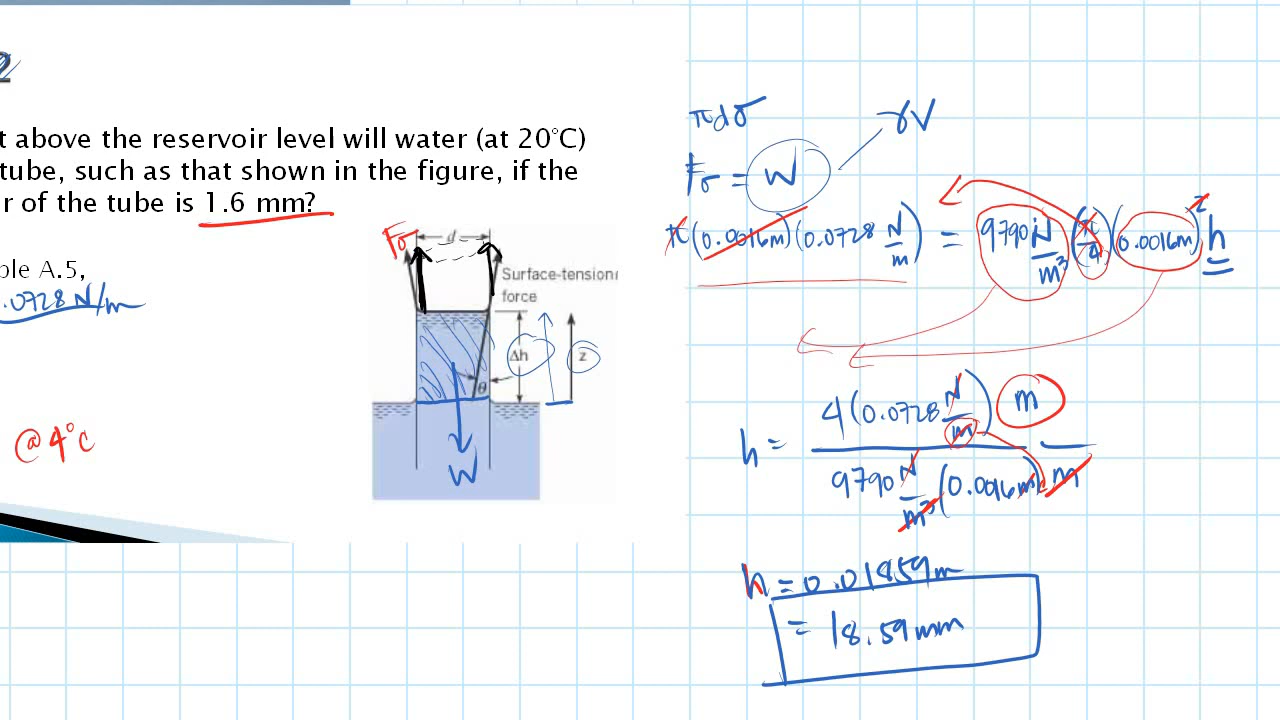 2
t above the reservoir level will water (at 20°C)
tube, such as that shown in the figure, if the
r of the tube is 1.6 mm?
ble A.5,
.0728 N/m
@4°C
Fσ
d
Surface-tension
force
Δh
z
θ
W
πdσ
γV
Fσ = W
π(0.0016m)(0.0728 N/m) = 9790 N/m³ (π/4)(0.0016m)² h
h = 4(0.0728 N/m) m / 9790 N/m³ (0.0016m) m
h = 0.01859m
= 18.59mm